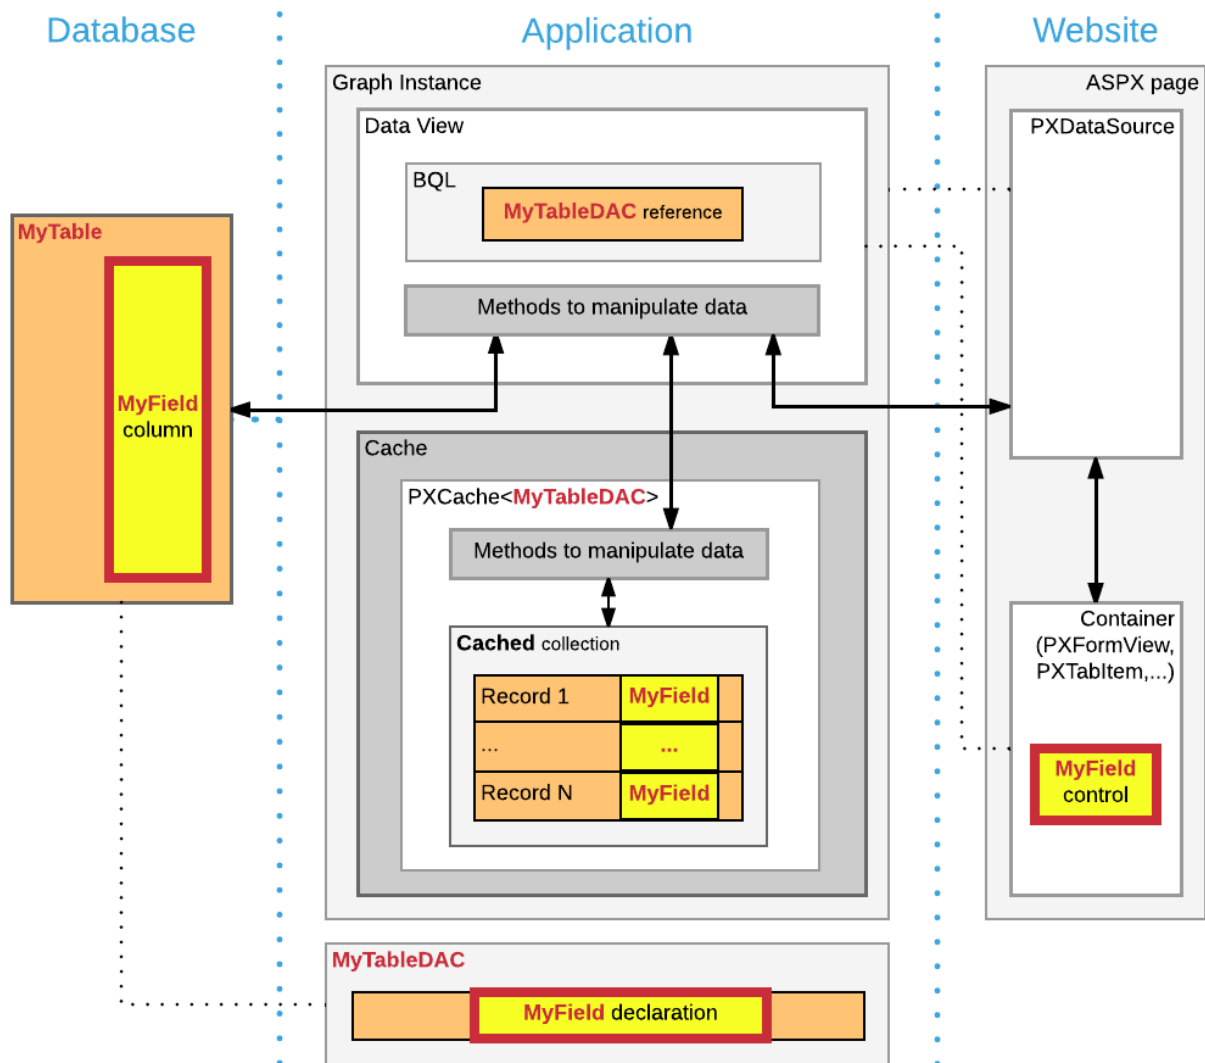 Database
Application
Website
Graph Instance
Data View
BQL
MyTableDAC reference
Methods to manipulate data
MyTable
MyField
column
Cache
PXCache<MyTableDAC>
Methods to manipulate data
Cached collection
Record 1 MyField
... ...
Record N MyField
MyTableDAC
MyField declaration
ASPX page
PXDataSource
Container
(PXFormView,
PXTabItem,...)
MyField
control